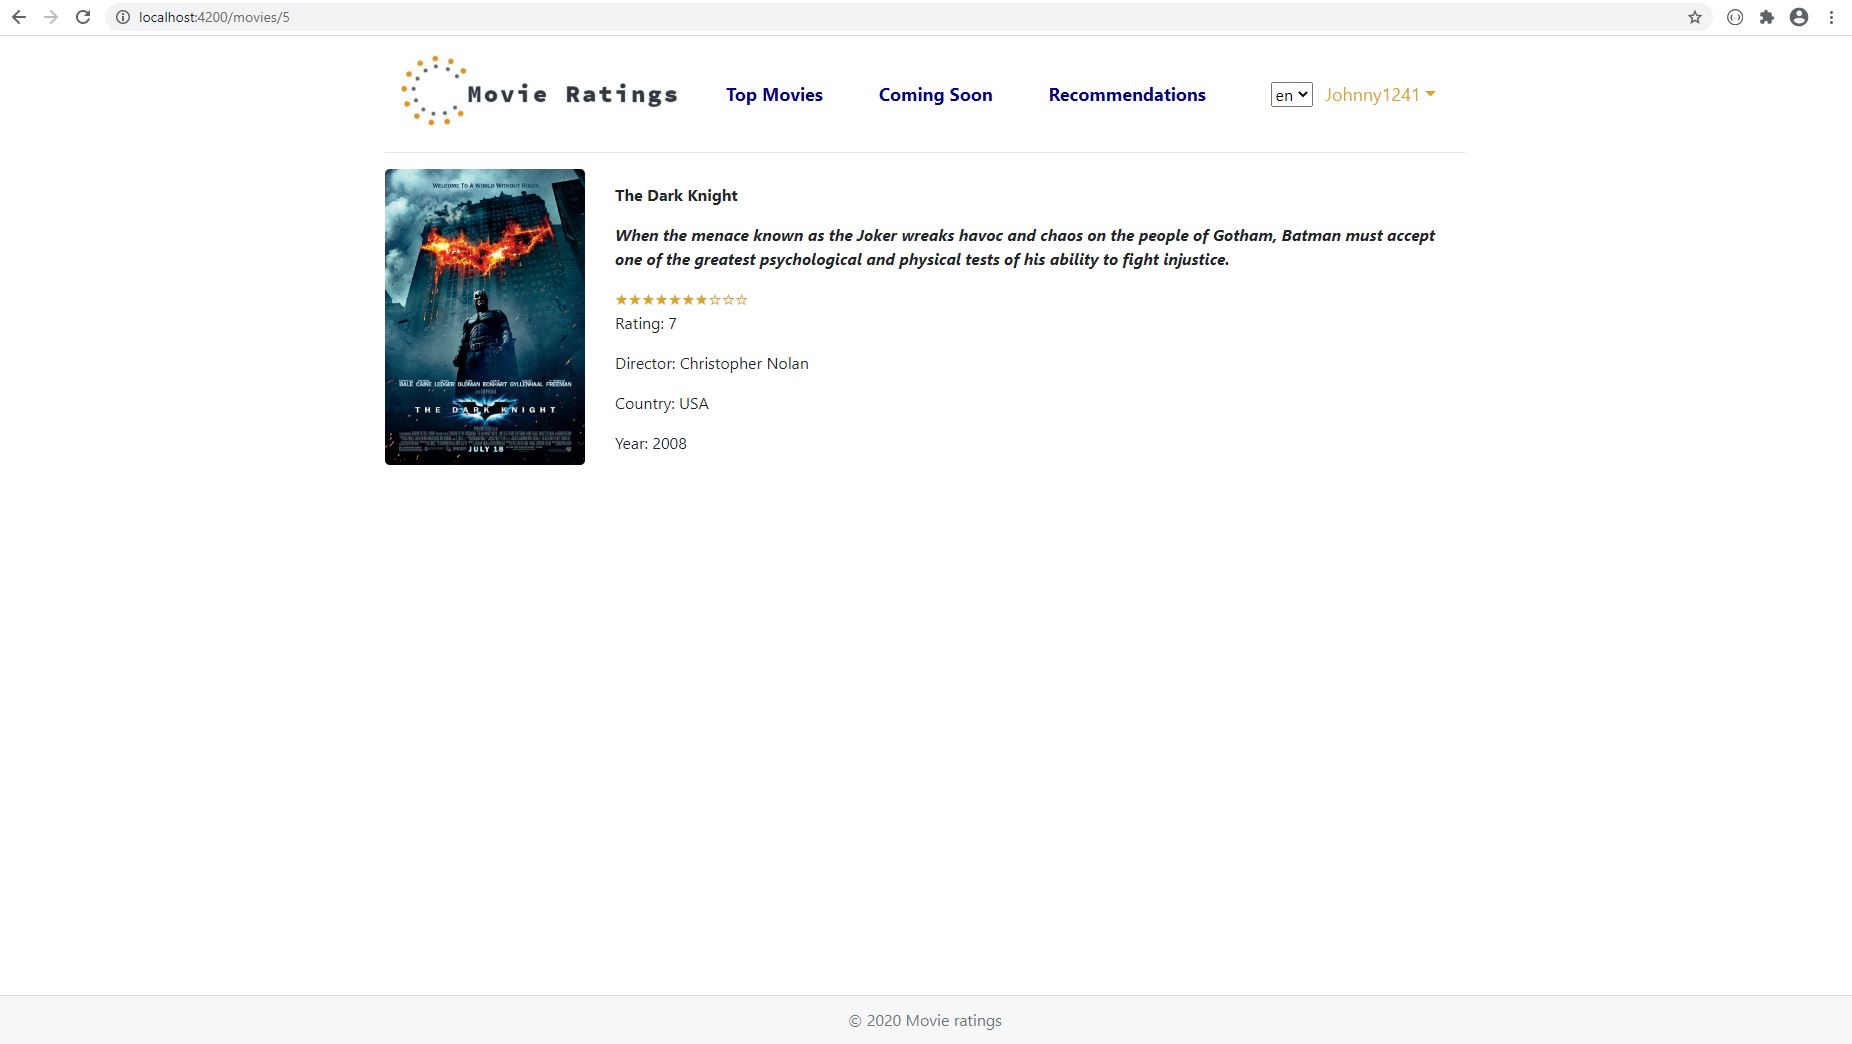 localhost:4200/movies/5
Movie Ratings
Top Movies
Coming Soon
Recommendations
en
Johnny1241
WELCOME TO A WORLD WITHOUT RULES.
BALE CAINE LEDGER OLDMAN ECKHART GYLLENHAAL FREEMAN
THE DARK KNIGHT
JULY 18
The Dark Knight
When the menace known as the Joker wreaks havoc and chaos on the people of Gotham, Batman must accept
one of the greatest psychological and physical tests of his ability to fight injustice.
★★★★★★★☆☆☆
Rating: 7
Director: Christopher Nolan
Country: USA
Year: 2008
© 2020 Movie ratings